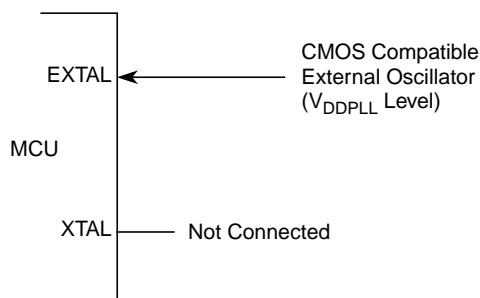 CMOS Compatible
External Oscillator
(VDDPLL Level)
EXTAL
MCU
XTAL
Not Connected